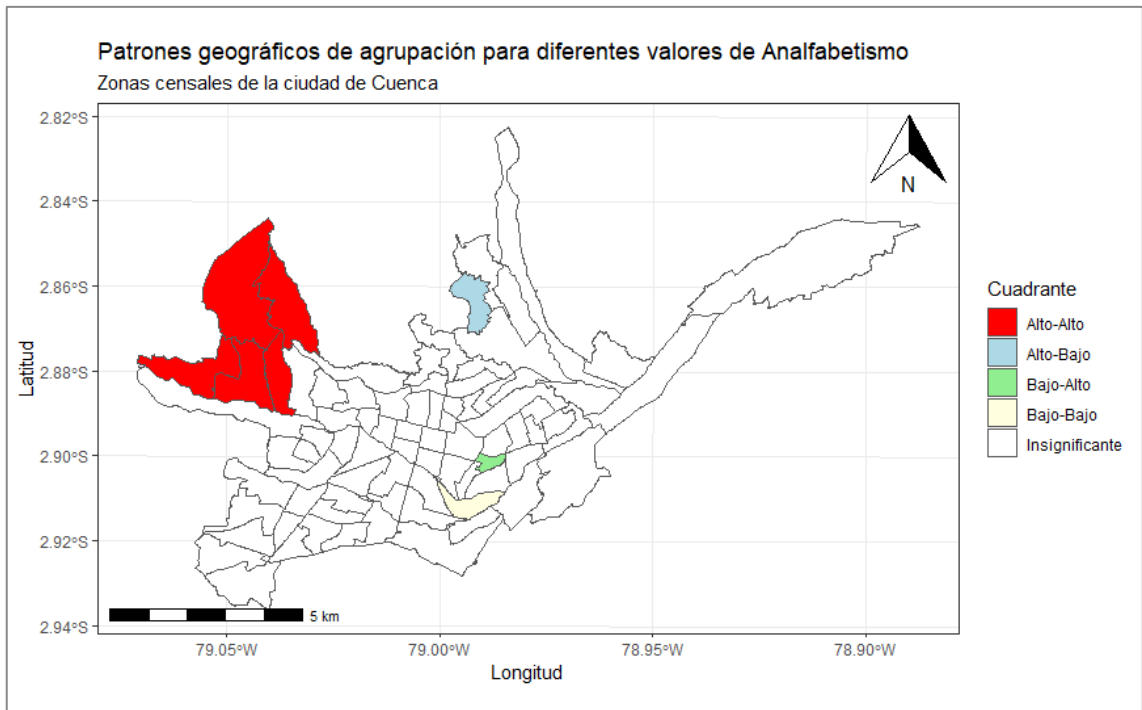 Patrones geográficos de agrupación para diferentes valores de Analfabetismo
Zonas censales de la ciudad de Cuenca
2.82°S
2.84°S
2.86°S
2.88°S
2.90°S
2.92°S
2.94°S
Latitud
N
5 km
79.05°W
79.00°W
78.95°W
78.90°W
Longitud
Cuadrante
Alto-Alto
Alto-Bajo
Bajo-Alto
Bajo-Bajo
Insignificante